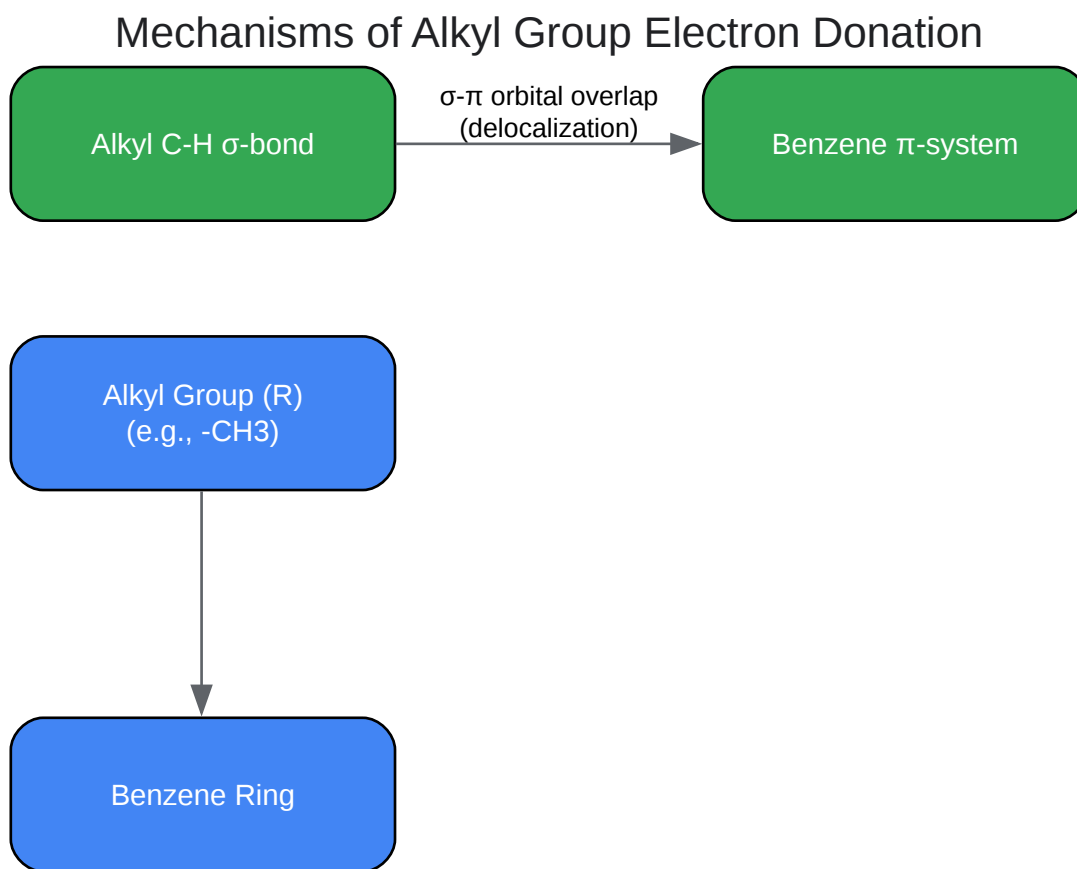 Mechanisms of Alkyl Group Electron Donation
Alkyl C-H σ-bond
σ-π orbital overlap
(delocalization)
Benzene π-system
Alkyl Group (R)
(e.g., -CH3)
Benzene Ring